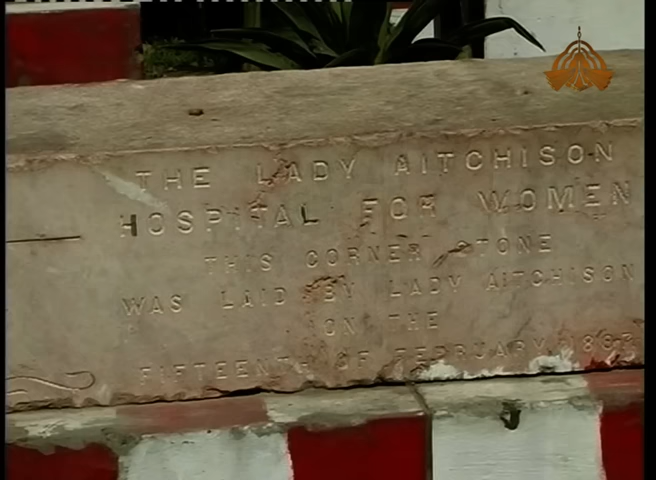 THE LADY AITCHISON
HOSPITAL FOR WOMEN
THIS CORNER STONE
WAS LAID BY LADY AITCHISON
ON THE
FIFTEENTH OF FEBRUARY